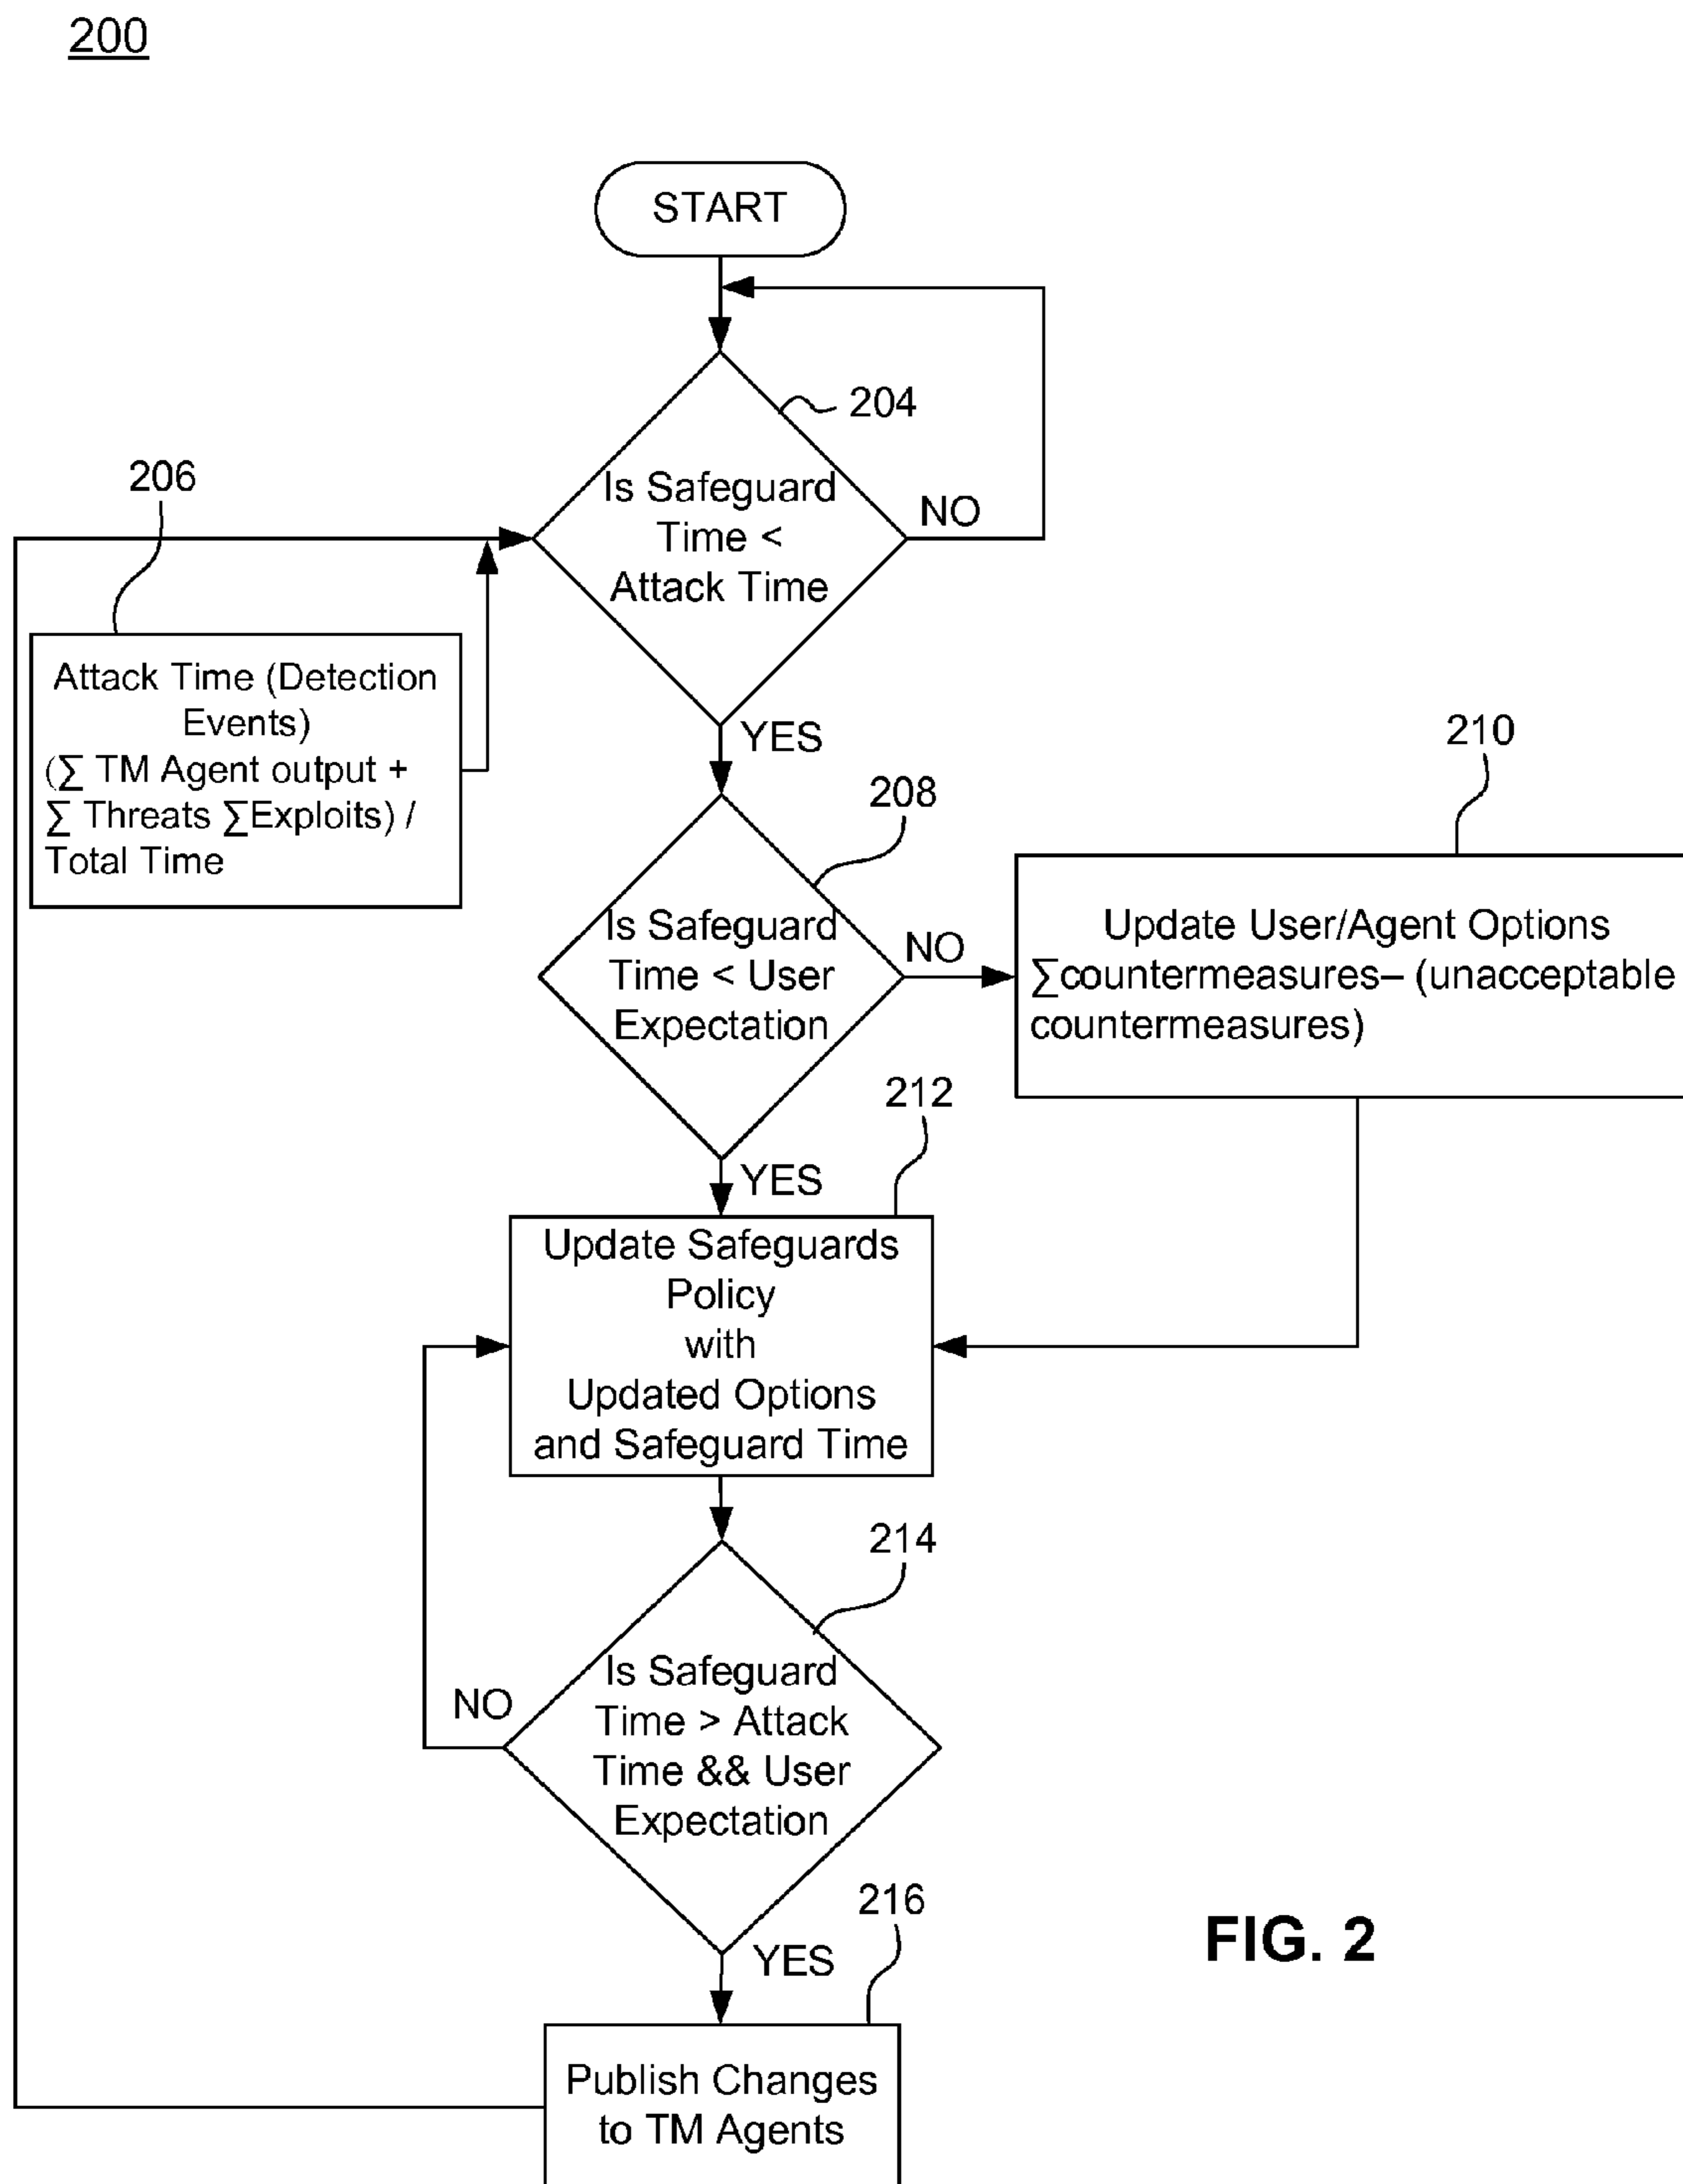 200
START
204
Is Safeguard
Time <
Attack Time
NO
206
Attack Time (Detection
Events)
(∑ TM Agent output +
∑ Threats ∑Exploits) /
Total Time
YES
208
Is Safeguard
Time < User
Expectation
NO
210
Update User/Agent Options
∑countermeasures– (unacceptable
countermeasures)
YES
212
Update Safeguards
Policy
with
Updated Options
and Safeguard Time
214
Is Safeguard
Time > Attack
Time && User
Expectation
NO
YES
216
Publish Changes
to TM Agents
FIG. 2